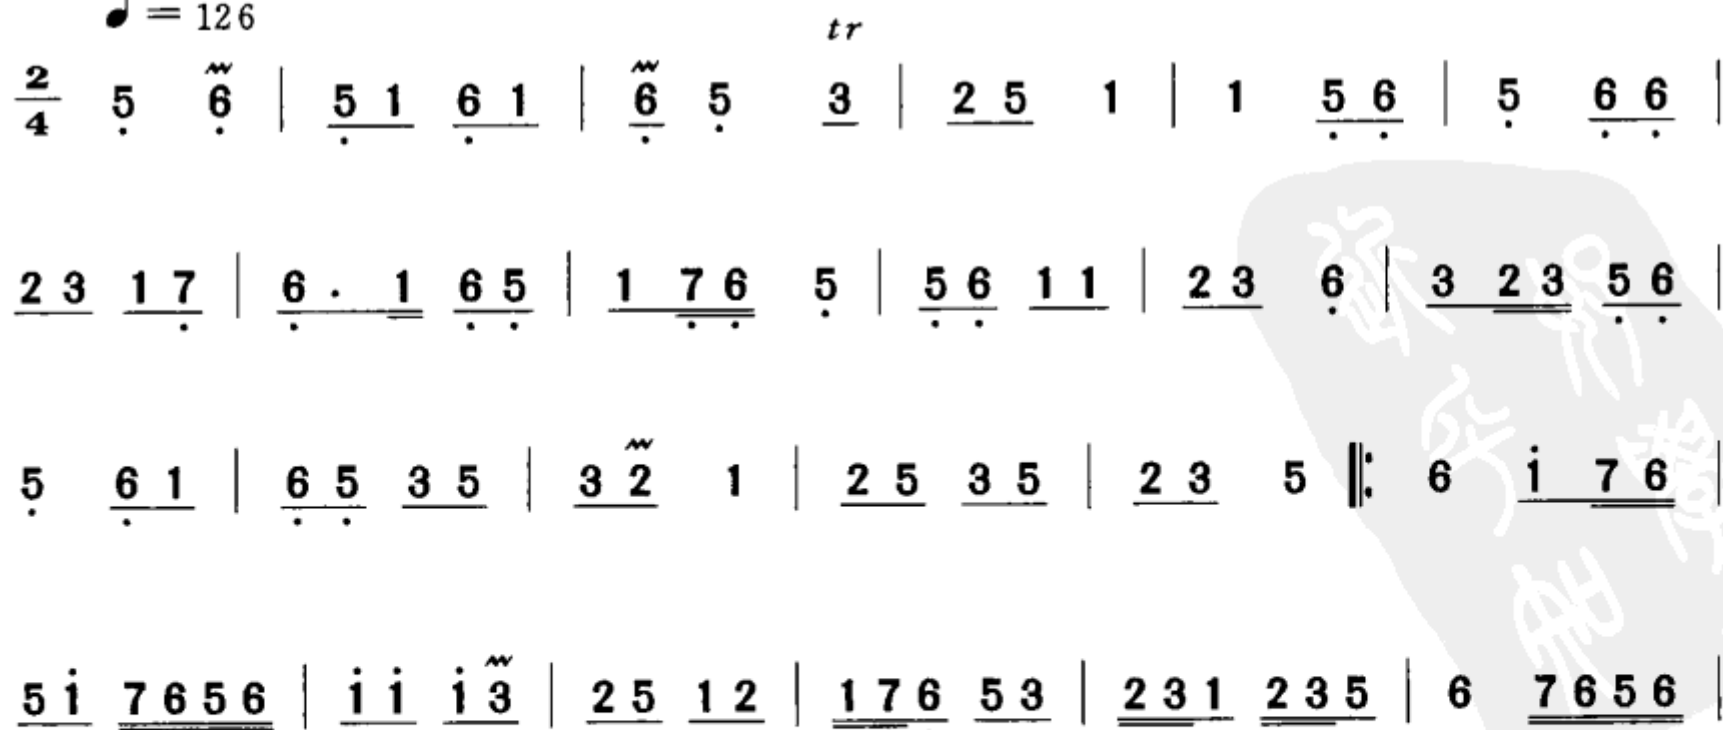 ♩ = 126
tr
2/4 5̣ 6̣ | 5̣ 1 6̣ 1 | 6̣ 5̣ 3 | 2 5 1 | 1 5̣ 6̣ | 5̣ 6̣ 6̣ |
2 3 1 7̣ | 6̣ · 1 6̣ 5̣ | 1 7̣ 6̣ 5̣ | 5̣ 6̣ 1 1 | 2 3 6̣ | 3 2 3 5̣ 6̣ |
5̣ 6̣ 1 | 6̣ 5̣ 3 5 | 3 2 1 | 2 5 3 5 | 2 3 5 ‖: 6 1̇ 7 6 |
5 1̇ 7 6 5 6 | 1̇ 1̇ 1̇ 3 | 2 5 1 2 | 1 7 6 5 3 | 2 3 1 2 3 5 | 6 7 6 5 6 |